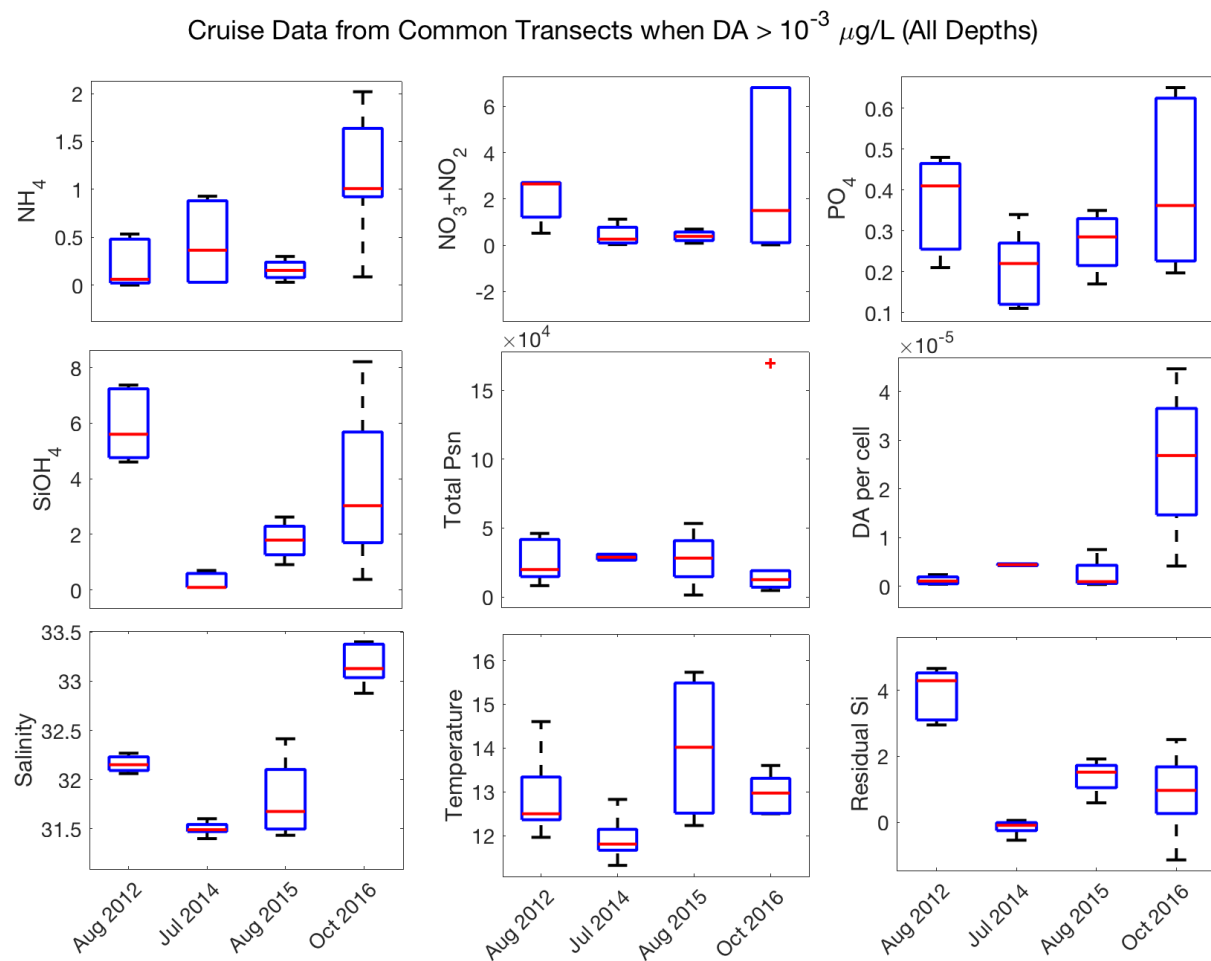 Cruise Data from Common Transects when DA > 10⁻³ μg/L (All Depths)
NH₄
2
1.5
1
0.5
0
NO₃+NO₂
6
4
2
0
-2
PO₄
0.6
0.5
0.4
0.3
0.2
0.1
SiOH₄
8
6
4
2
0
×10⁴
Total Psn
15
10
5
0
×10⁻⁵
DA per cell
4
3
2
1
0
Salinity
33.5
33
32.5
32
31.5
Aug 2012
Jul 2014
Aug 2015
Oct 2016
Temperature
16
15
14
13
12
Aug 2012
Jul 2014
Aug 2015
Oct 2016
Residual Si
4
2
0
Aug 2012
Jul 2014
Aug 2015
Oct 2016